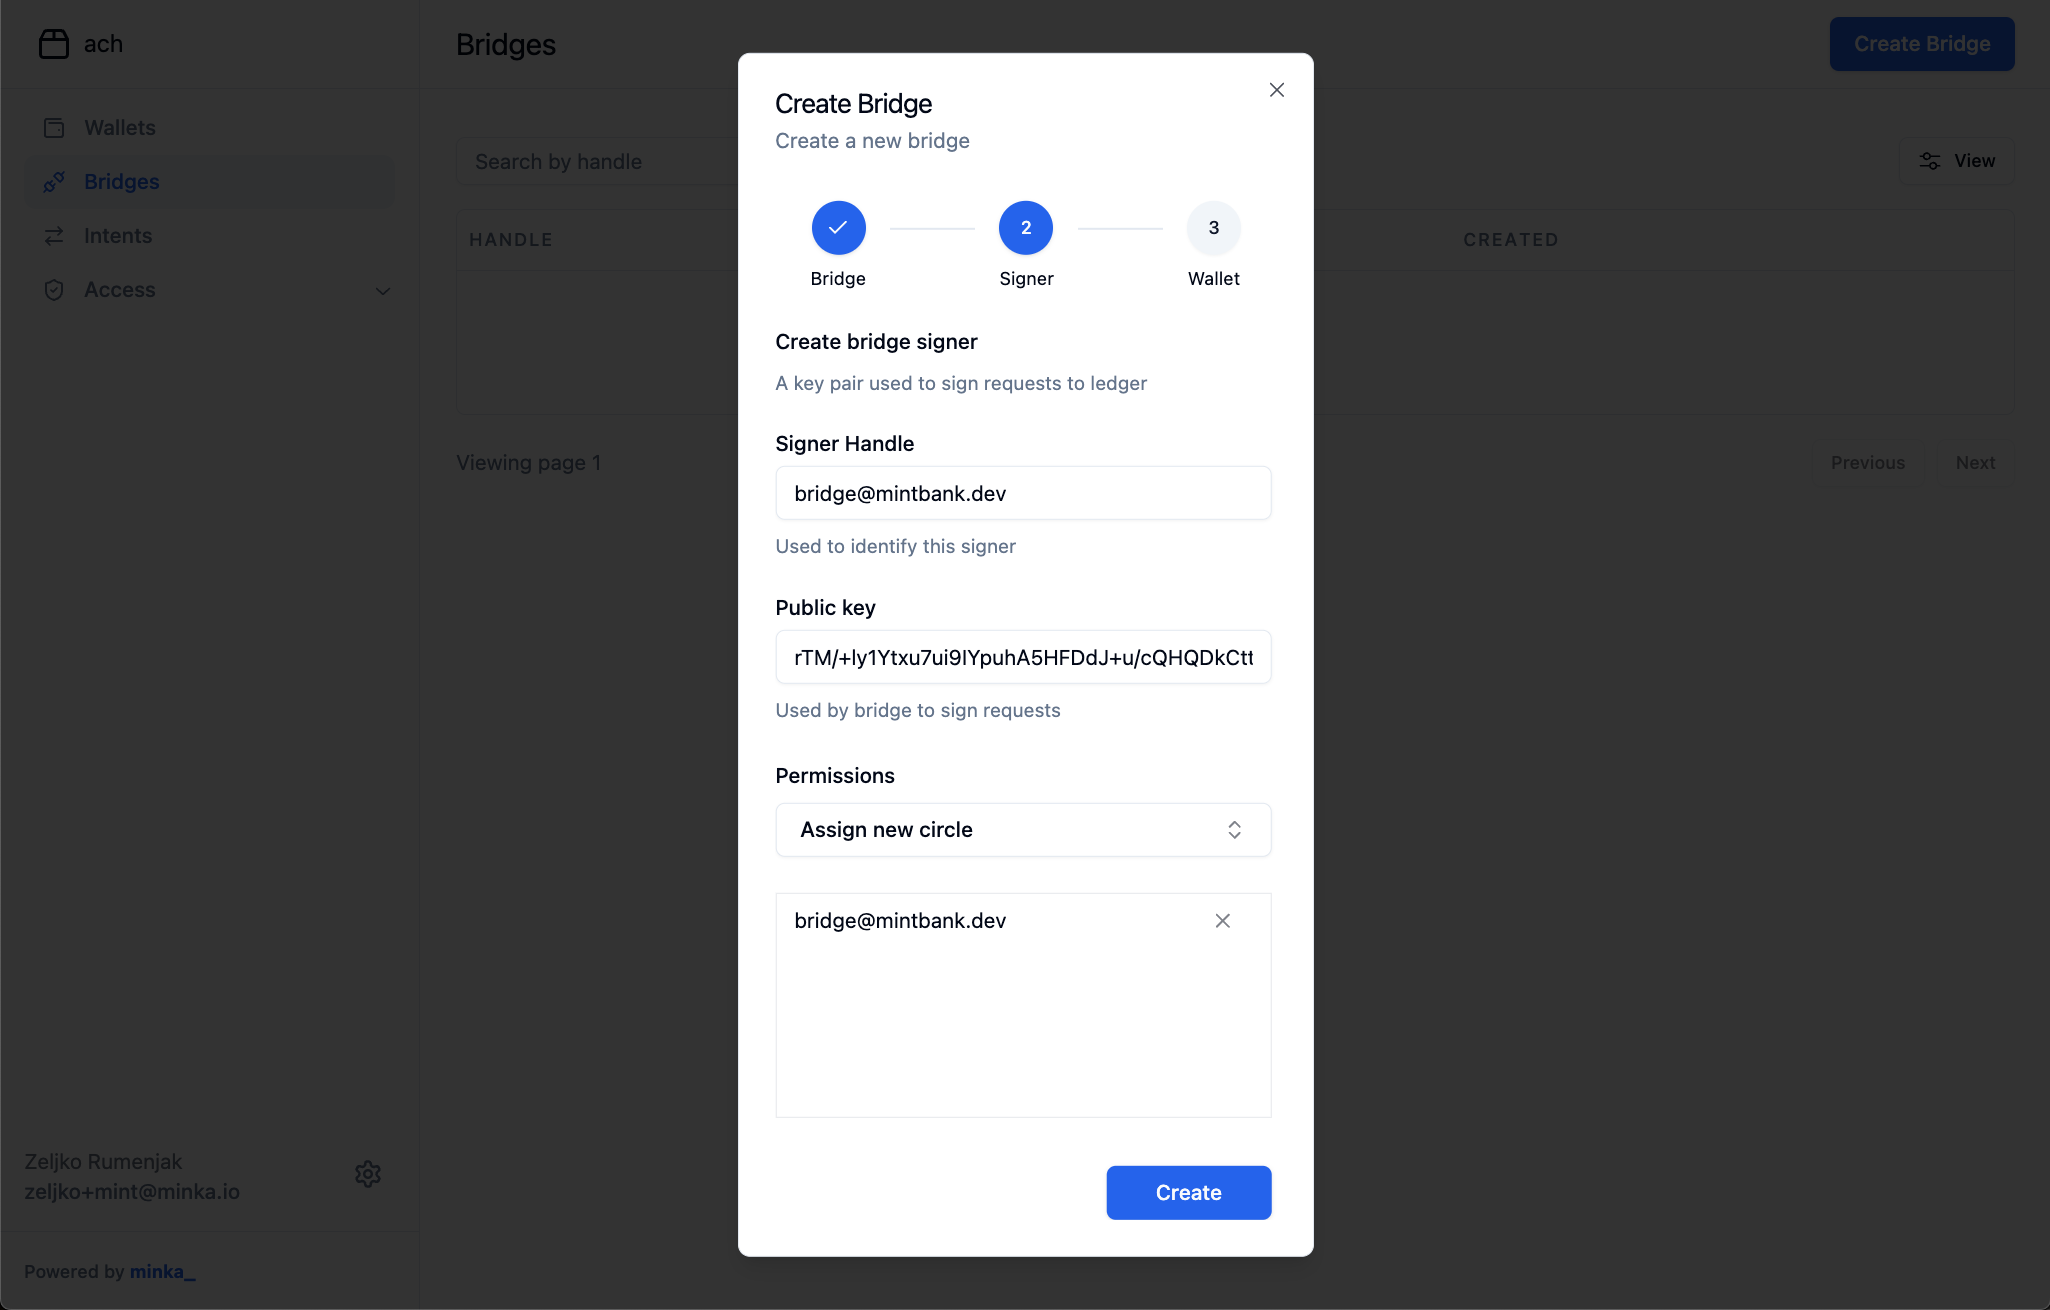 ach
Bridges
Create Bridge
Wallets
Bridges
Intents
Access
Search by handle
View
HANDLE
CREATED
Viewing page 1
Previous
Next
Create Bridge
Create a new bridge
2
3
Bridge
Signer
Wallet
Create bridge signer
A key pair used to sign requests to ledger
Signer Handle
bridge@mintbank.dev
Used to identify this signer
Public key
rTM/+ly1Ytxu7ui9lYpuhA5HFDdJ+u/cQHQDkCtt
Used by bridge to sign requests
Permissions
Assign new circle
bridge@mintbank.dev
Create
Zeljko Rumenjak
zeljko+mint@minka.io
Powered by minka_